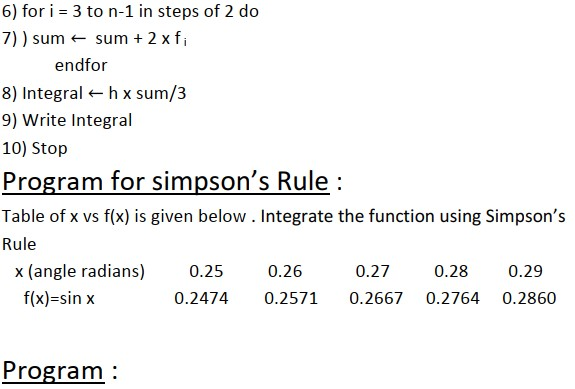 6) for i = 3 to n-1 in steps of 2 do
7) ) sum ← sum + 2 x f i
endfor
8) Integral ← h x sum/3
9) Write Integral
10) Stop
Program for simpson’s Rule :
Table of x vs f(x) is given below . Integrate the function using Simpson’s
Rule
x (angle radians) 0.25 0.26 0.27 0.28 0.29
f(x)=sin x 0.2474 0.2571 0.2667 0.2764 0.2860
Program :